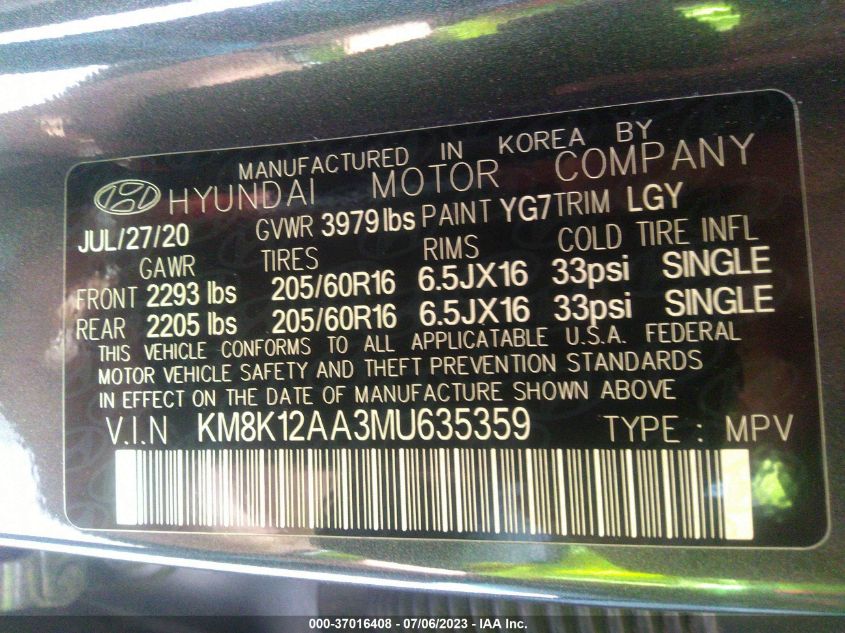 MANUFACTURED IN KOREA BY
HYUNDAI MOTOR COMPANY
JUL/27/20 GVWR 3979 lbs PAINT YG7 TRIM LGY
GAWR TIRES RIMS COLD TIRE INFL
FRONT 2293 lbs 205/60R16 6.5JX16 33psi SINGLE
REAR 2205 lbs 205/60R16 6.5JX16 33psi SINGLE
THIS VEHICLE CONFORMS TO ALL APPLICATABLE U.S.A. FEDERAL
MOTOR VEHICLE SAFETY AND THEFT PREVENTION STANDARDS
IN EFFECT ON THE DATE OF MANUFACTURE SHOWN ABOVE
V.I.N KM8K12AA3MU635359 TYPE : MPV
000-37016408 - 07/06/2023 - IAA Inc.